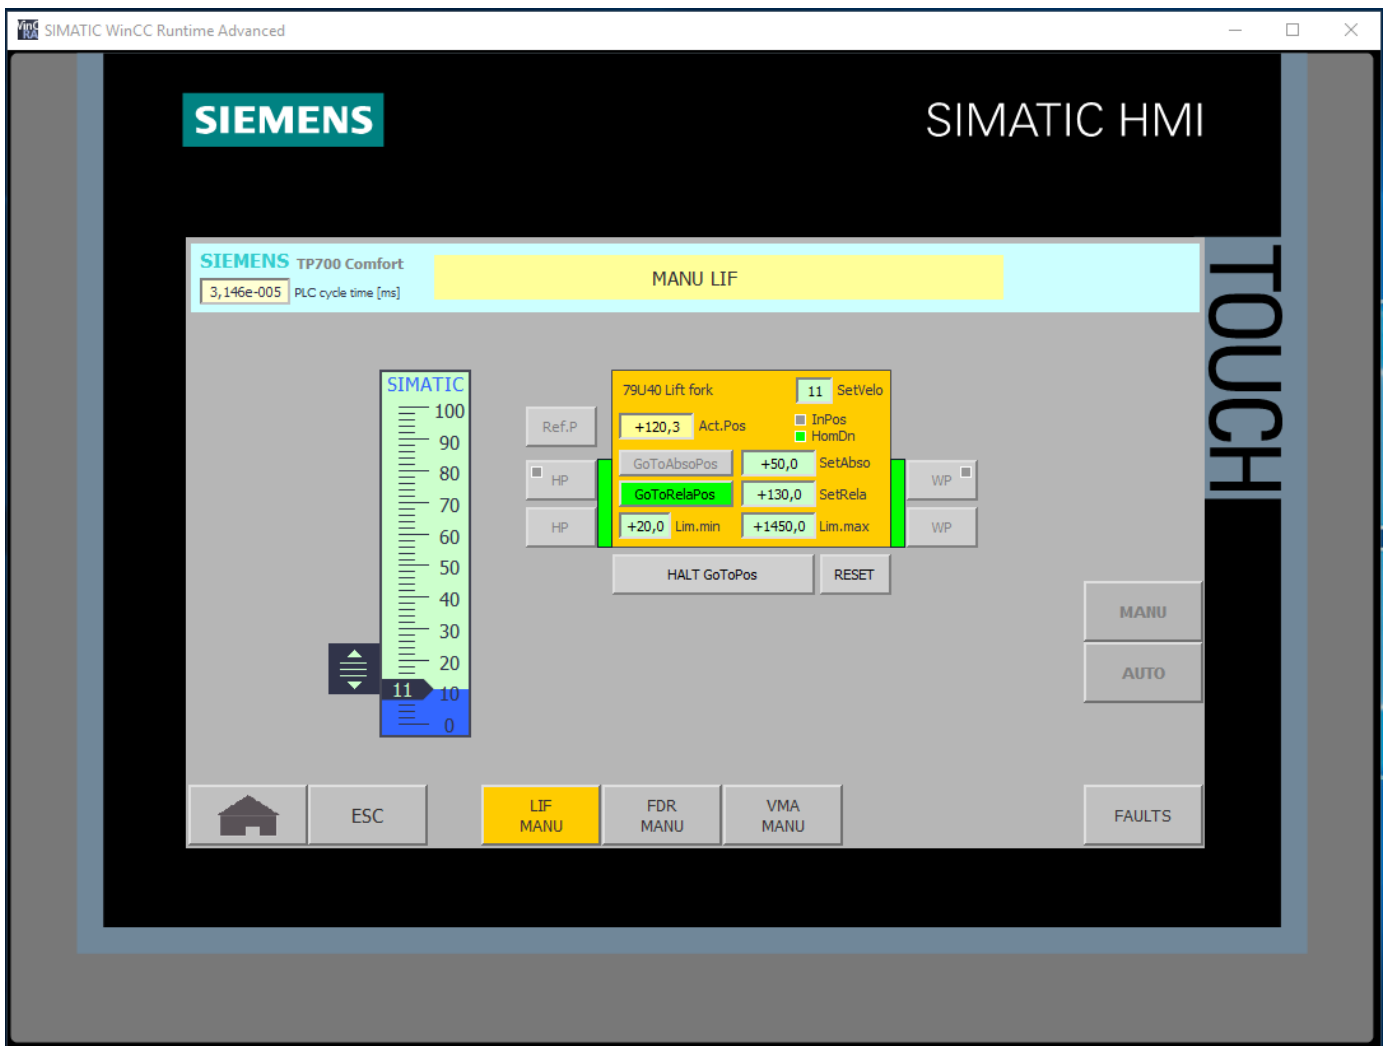 WinC
RA
SIMATIC WinCC Runtime Advanced
SIEMENS
SIMATIC HMI
TOUCH
SIEMENS TP700 Comfort
3,146e-005 PLC cycle time [ms]
MANU LIF
SIMATIC
100
90
80
70
60
50
40
30
20
11 10
0
Ref.P
HP
HP
79U40 Lift fork 11 SetVelo
+120,3 Act.Pos InPos
HomDn
GoToAbsoPos +50,0 SetAbso
GoToRelaPos +130,0 SetRela
+20,0 Lim.min +1450,0 Lim.max
WP
WP
HALT GoToPos RESET
MANU
AUTO
ESC
LIF
MANU
FDR
MANU
VMA
MANU
FAULTS